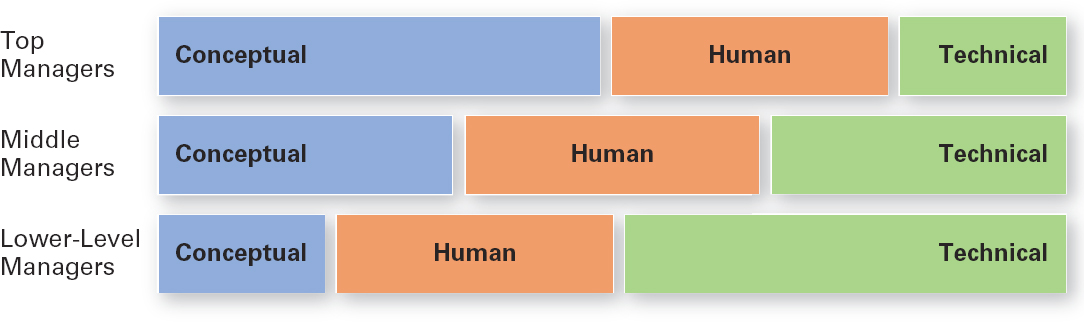 Top
Managers
Conceptual
Human
Technical
Middle
Managers
Conceptual
Human
Technical
Lower-Level
Managers
Conceptual
Human
Technical